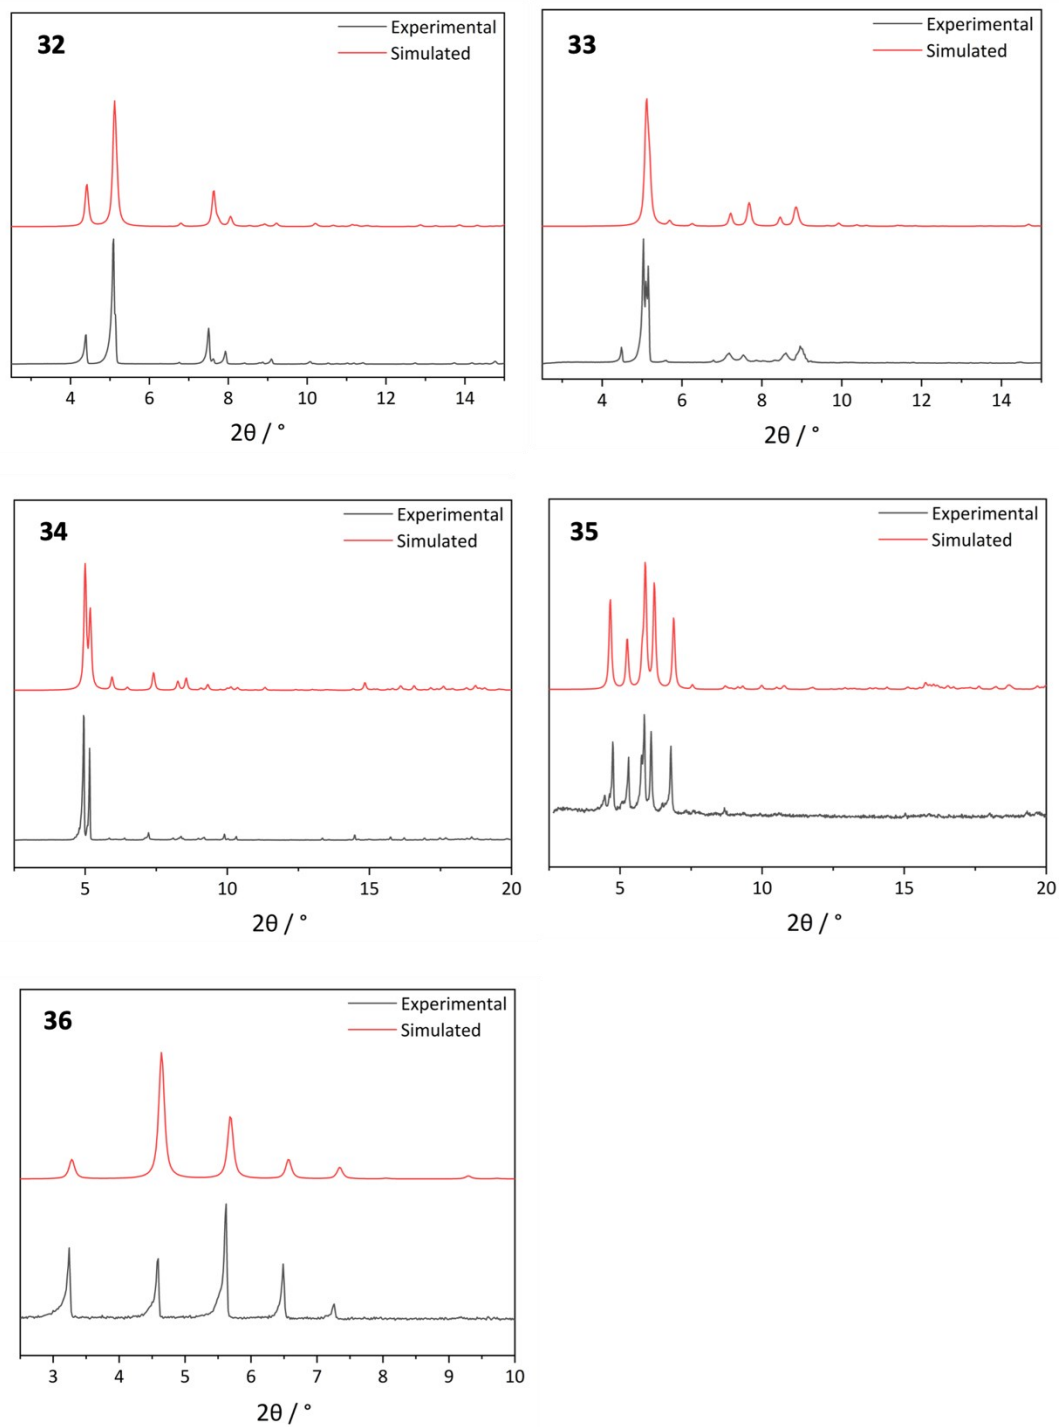 32
Experimental
Simulated
4 6 8 10 12 14
2θ / °
33
Experimental
Simulated
4 6 8 10 12 14
2θ / °
34
Experimental
Simulated
5 10 15 20
2θ / °
35
Experimental
Simulated
5 10 15 20
2θ / °
36
Experimental
Simulated
3 4 5 6 7 8 9 10
2θ / °